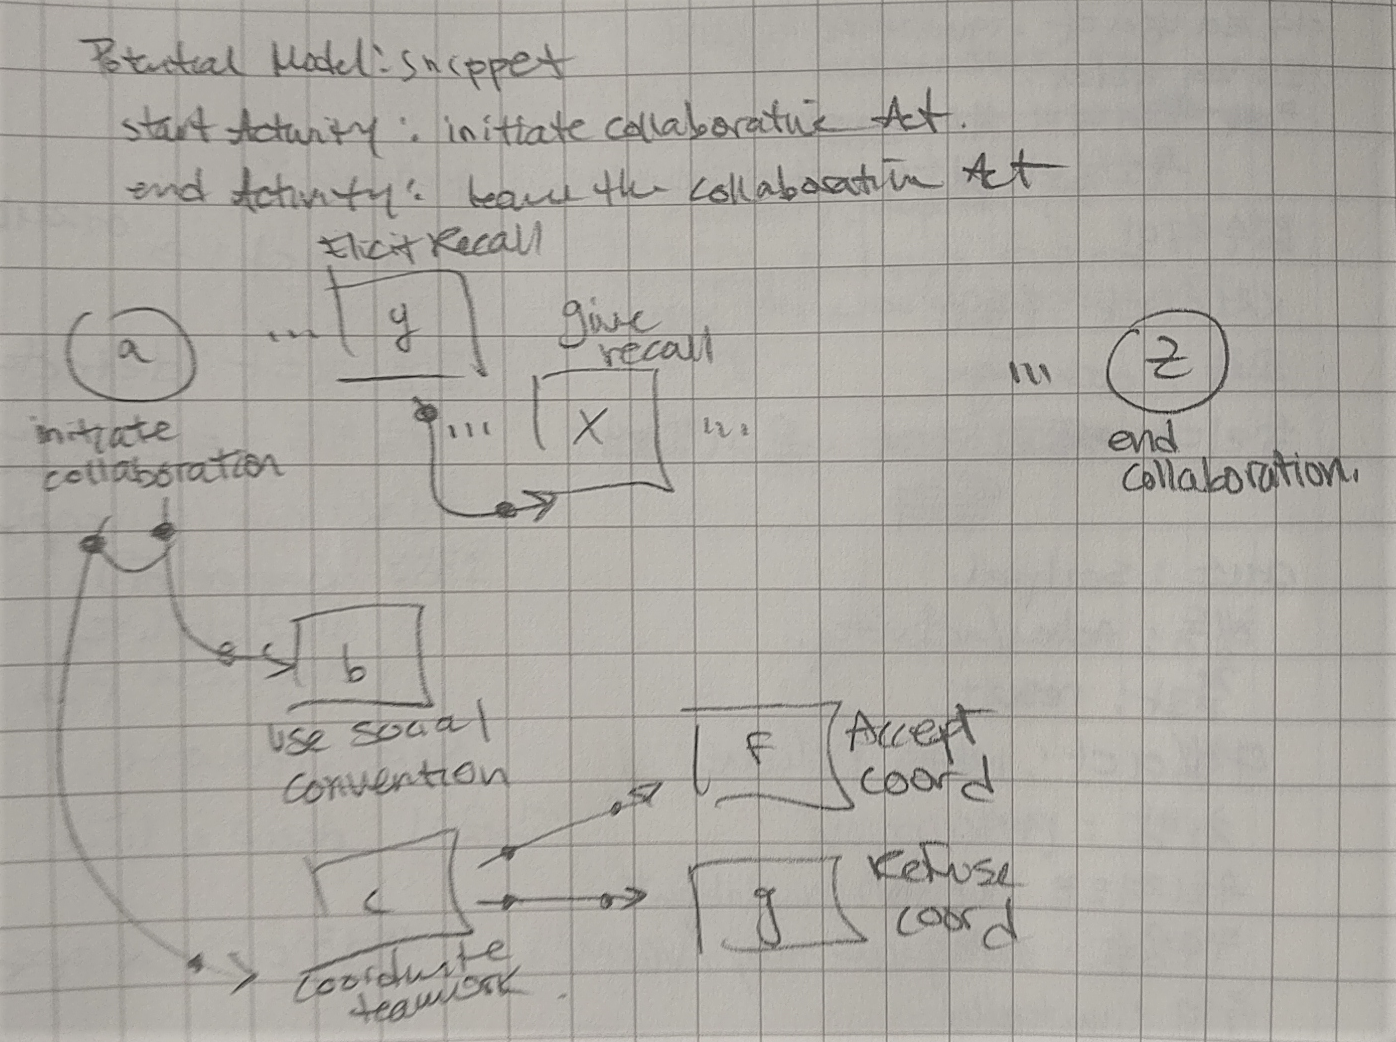 Potential Model: snippet
start Activity: initiate collaborative Act.
end Activity: leave the collaborative Act
Elicit Recall
a
...
y
give
recall
...
z
...
x
...
initiate
collaboration
end
collaboration.
b
use social
convention
F
Accept
coord
c
g
Refuse
coord
coordinate
teamwork